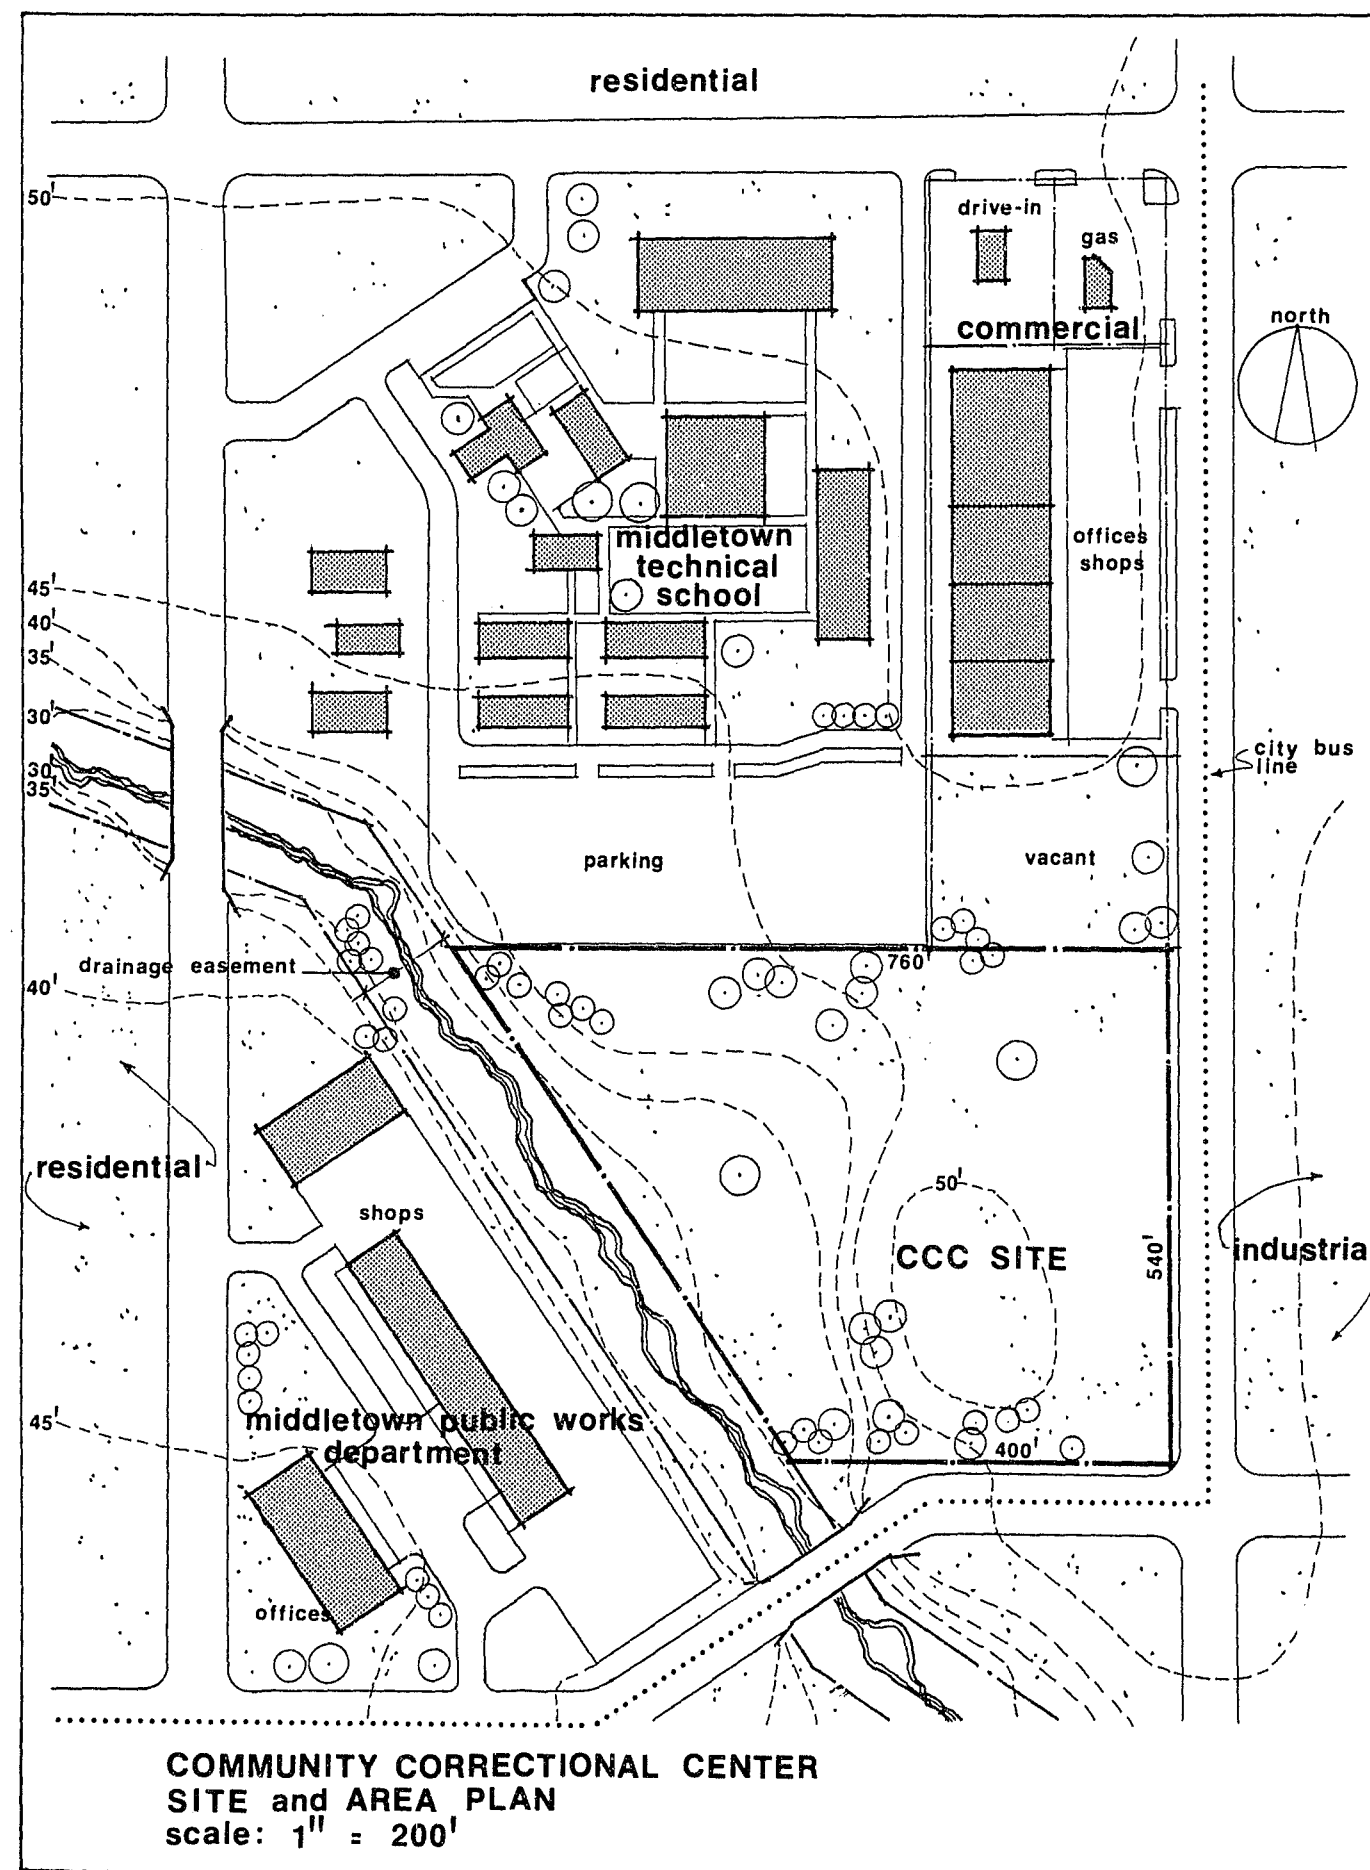 residential
50'
drive-in
gas
commercial
north
offices
shops
middletown
technical
school
45'
40'
35'
30'
30'
35'
city bus
line
parking
vacant
drainage easement
760'
40'
residential
shops
50'
CCC SITE
540'
industria
45'
middletown public works
department
400'
offices
COMMUNITY CORRECTIONAL CENTER
SITE and AREA PLAN
scale: 1" = 200'